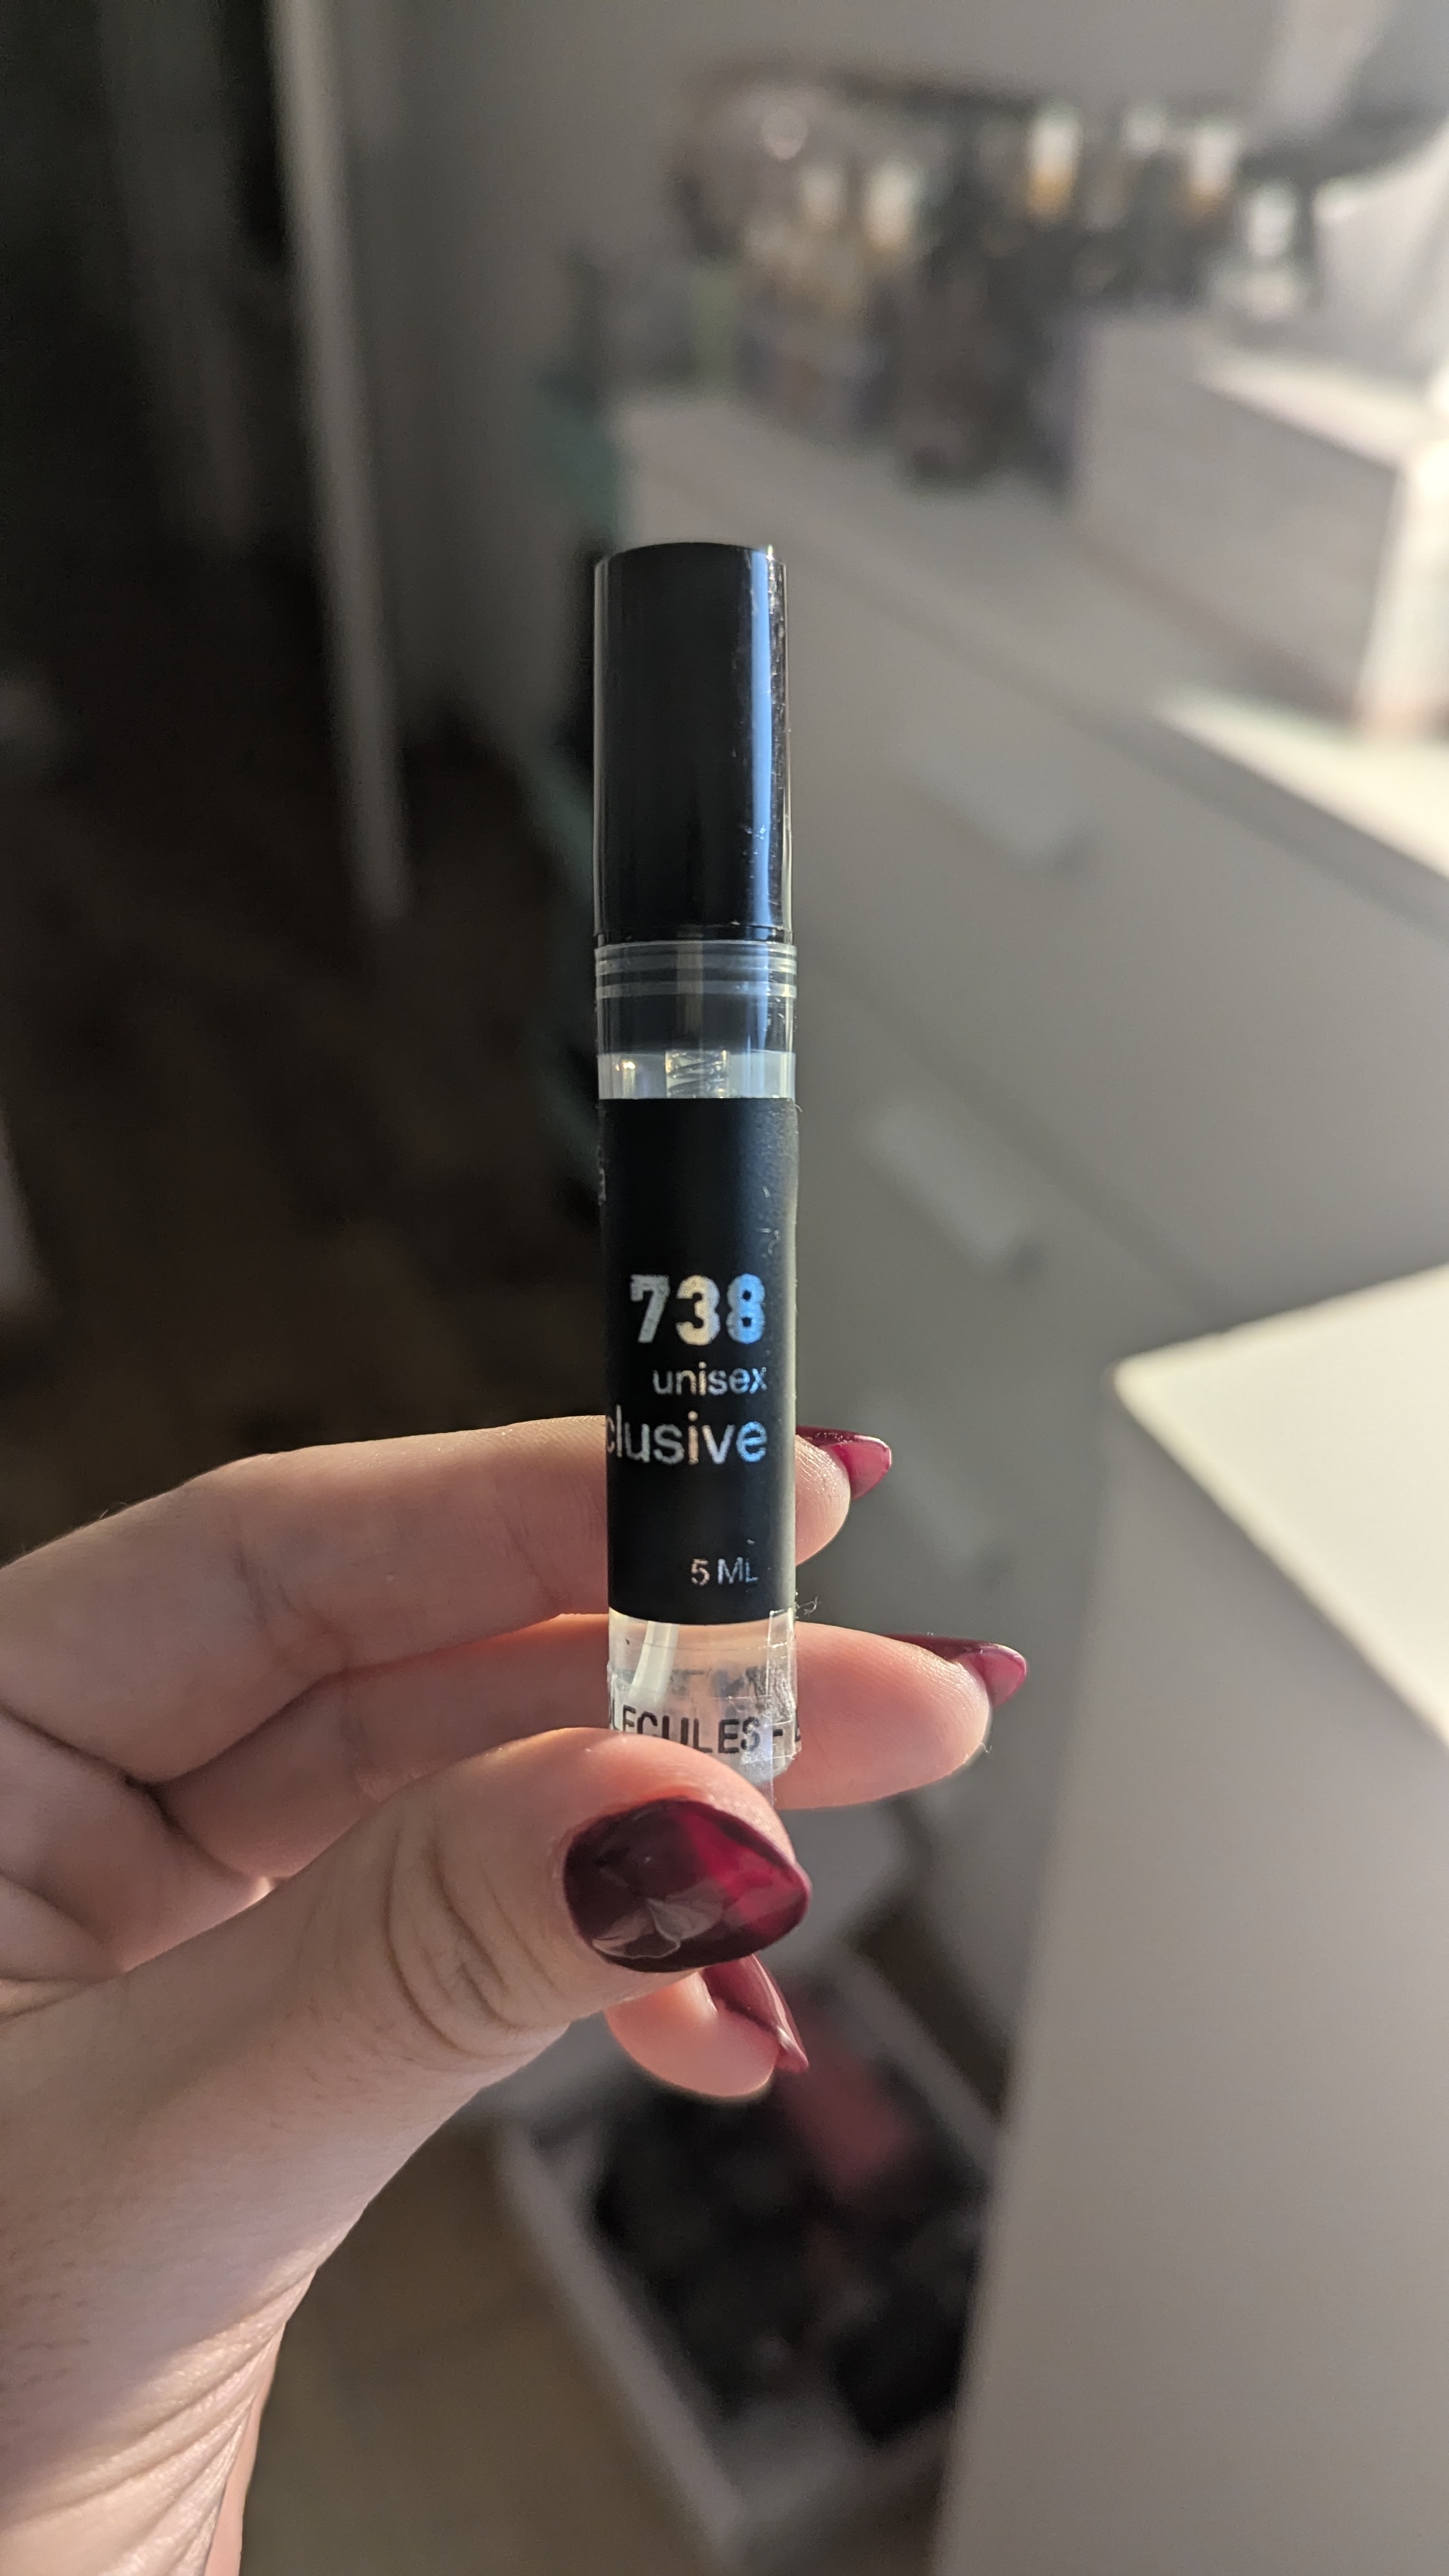 738
unisex
clusive
5 ML
LECULES -